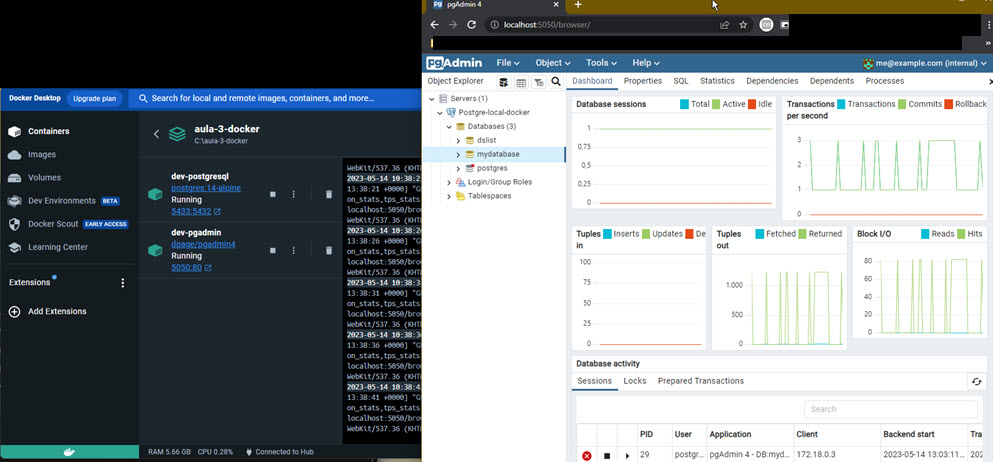 pgAdmin 4
localhost:5050/browser/
pgAdmin File Object Tools Help me@example.com (internal)
Object Explorer
Dashboard Properties SQL Statistics Dependencies Dependents Processes
Servers (1)
Postgre-local-docker
Databases (3)
dslist
mydatabase
postgres
Login/Group Roles
Tablespaces
Database sessions Total Active Idle
1
0,75
0,5
0,25
0
Transactions per second Transactions Commits Rollback
3
2
1
0
Tuples in Inserts Updates De
100
75
50
25
0
Tuples out Fetched Returned
1.000
500
0
Block I/O Reads Hits
80
60
40
20
0
Database activity
Sessions Locks Prepared Transactions
Search
PID User Application Client Backend start Tra
29 postgr... pgAdmin 4 - DB:myd... 172.18.0.3 2023-05-14 13:03:11... 202
Docker Desktop Upgrade plan Search for local and remote images, containers, and more...
Containers
Images
Volumes
Dev Environments BETA
Docker Scout EARLY ACCESS
Learning Center
Extensions
Add Extensions
aula-3-docker
C:\aula-3-docker
dev-postgresql
postgres:14-alpine
Running
5433:5432
dev-pgadmin
dpage/pgadmin4
Running
5050:80
WebKit/537.36 (KHT
2023-05-14 10:38:2
13:38:21 +0000] "G
on_stats,tps_stats
localhost:5050/bro
WebKit/537.36 (KHT
2023-05-14 10:38:2
13:38:26 +0000] "G
on_stats,tps_stats
localhost:5050/bro
WebKit/537.36 (KHT
2023-05-14 10:38:3
13:38:31 +0000] "G
on_stats,tps_stats
localhost:5050/bro
WebKit/537.36 (KHT
2023-05-14 10:38:3
13:38:36 +0000] "G
on_stats,tps_stats
localhost:5050/bro
WebKit/537.36 (KHT
2023-05-14 10:38:4
13:38:41 +0000] "G
on_stats,tps_stats
localhost:5050/bro
WebKit/537.36 (KHT
RAM 5.66 GB CPU 0.28% Connected to Hub